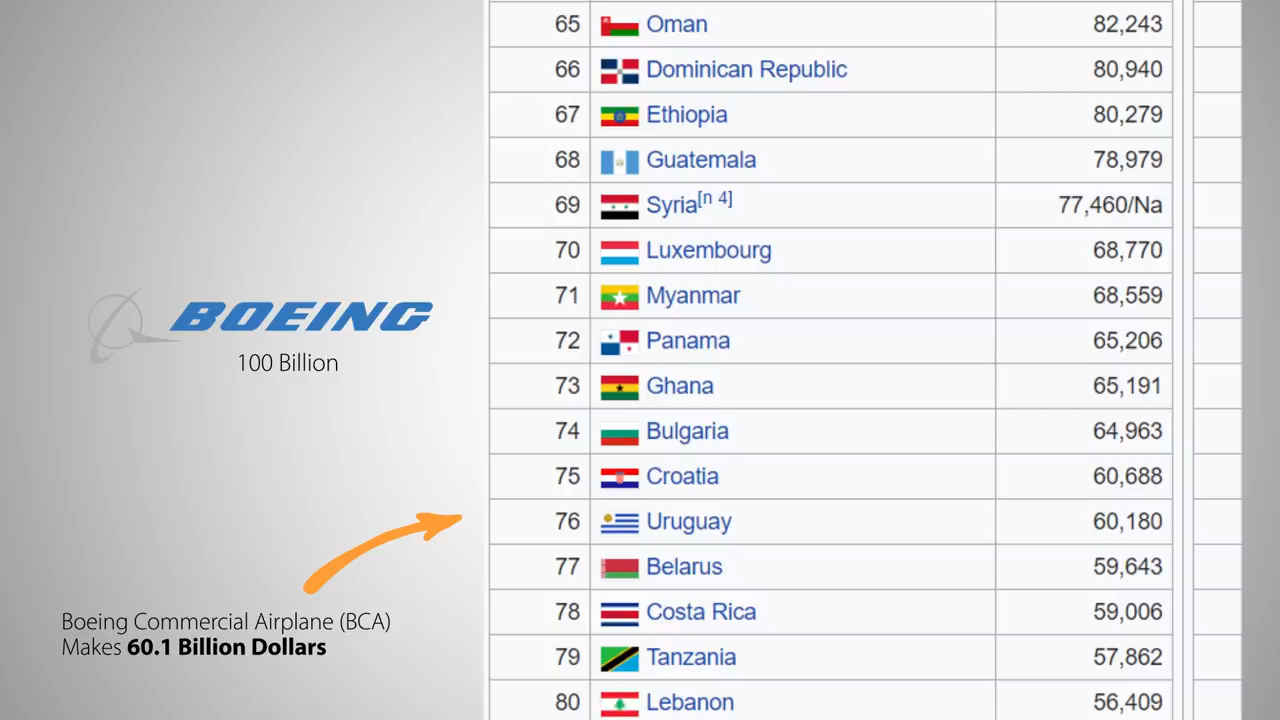 BOEING
100 Billion
Boeing Commercial Airplane (BCA)
Makes 60.1 Billion Dollars
65 Oman 82,243
66 Dominican Republic 80,940
67 Ethiopia 80,279
68 Guatemala 78,979
69 Syria[n 4] 77,460/Na
70 Luxembourg 68,770
71 Myanmar 68,559
72 Panama 65,206
73 Ghana 65,191
74 Bulgaria 64,963
75 Croatia 60,688
76 Uruguay 60,180
77 Belarus 59,643
78 Costa Rica 59,006
79 Tanzania 57,862
80 Lebanon 56,409